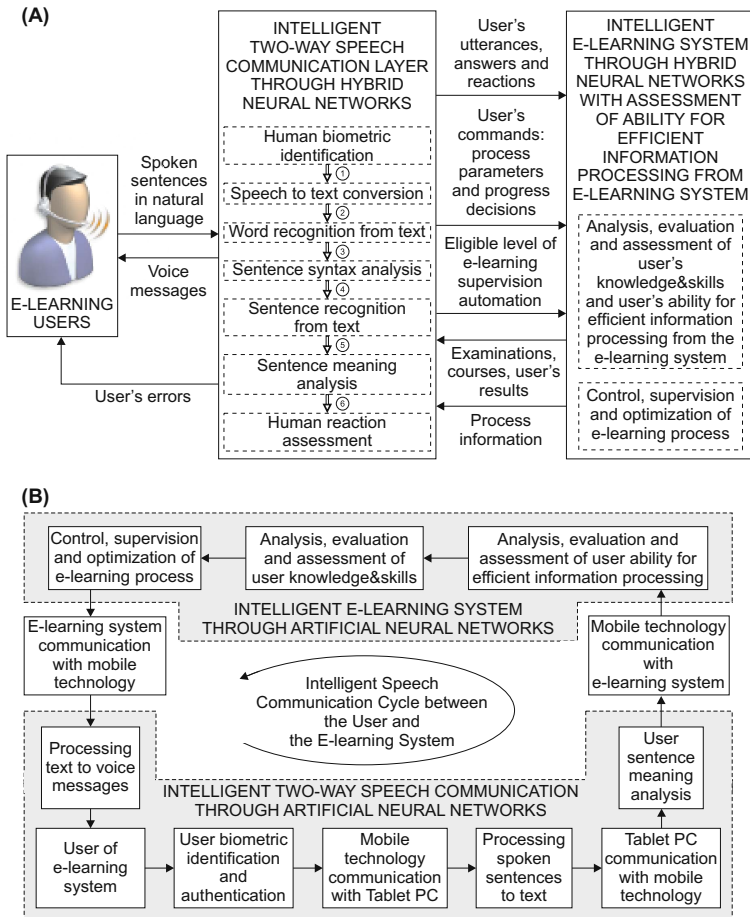 (A)
E-LEARNING
USERS
Spoken
sentences
in natural
language
Voice
messages
User's errors
INTELLIGENT
TWO-WAY SPEECH
COMMUNICATION LAYER
THROUGH HYBRID
NEURAL NETWORKS
Human biometric
identification
1
Speech to text conversion
2
Word recognition from text
3
Sentence syntax analysis
4
Sentence recognition
from text
5
Sentence meaning
analysis
6
Human reaction
assessment
User's
utterances,
answers and
reactions
User's
commands:
process
parameters
and progress
decisions
Eligible level of
e-learning
supervision
automation
Examinations,
courses, user's
results
Process
information
INTELLIGENT
E-LEARNING SYSTEM
THROUGH HYBRID
NEURAL NETWORKS
WITH ASSESSMENT
OF ABILITY FOR
EFFICIENT
INFORMATION
PROCESSING FROM
E-LEARNING SYSTEM
Analysis, evaluation
and assessment of
user's
knowledge&skills
and user's ability for
efficient information
processing from the
e-learning system
Control, supervision
and optimization of
e-learning process
(B)
Control, supervision
and optimization of
e-learning process
Analysis, evaluation
and assessment of
user knowledge&skills
Analysis, evaluation and
assessment of user ability for
efficient information processing
INTELLIGENT E-LEARNING SYSTEM
THROUGH ARTIFICIAL NEURAL NETWORKS
E-learning system
communication
with mobile
technology
Mobile technology
communication
with
e-learning system
Intelligent Speech
Communication Cycle between
the User and
the E-learning System
Processing
text to voice
messages
User
sentence
meaning
analysis
INTELLIGENT TWO-WAY SPEECH COMMUNICATION
THROUGH ARTIFICIAL NEURAL NETWORKS
User of
e-learning
system
User biometric
identification
and
authentication
Mobile
technology
communication
with Tablet PC
Processing
spoken
sentences
to text
Tablet PC
communication
with mobile
technology